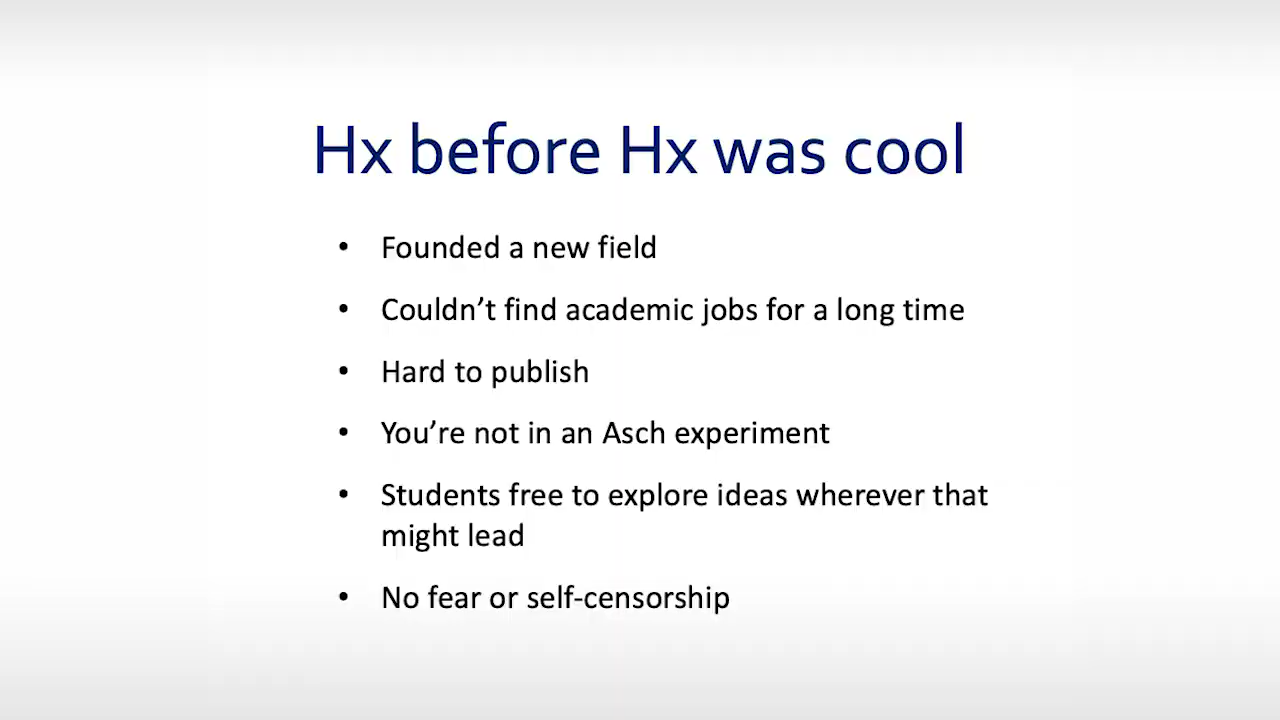 Hx before Hx was cool
• Founded a new field
• Couldn’t find academic jobs for a long time
• Hard to publish
• You’re not in an Asch experiment
• Students free to explore ideas wherever that
might lead
• No fear or self-censorship